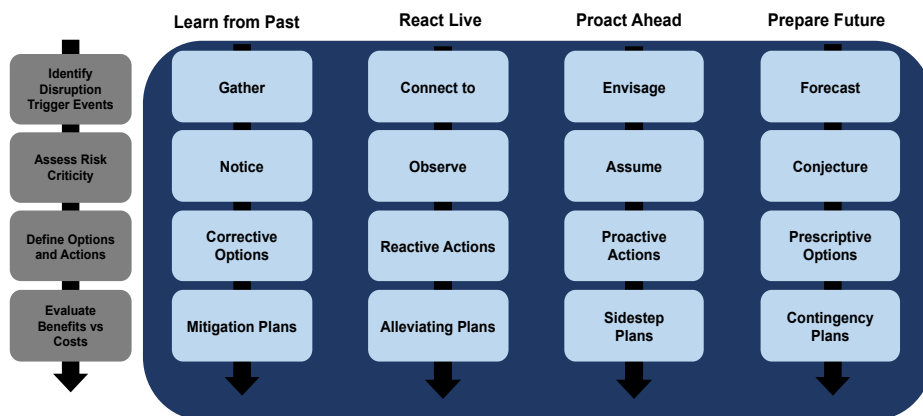 Learn from Past
React Live
Proact Ahead
Prepare Future
Identify
Disruption
Trigger Events
Gather
Connect to
Envisage
Forecast
Assess Risk
Criticity
Notice
Observe
Assume
Conjecture
Define Options
and Actions
Corrective
Options
Reactive Actions
Proactive
Actions
Prescriptive
Options
Evaluate
Benefits vs
Costs
Mitigation Plans
Alleviating Plans
Sidestep
Plans
Contingency
Plans